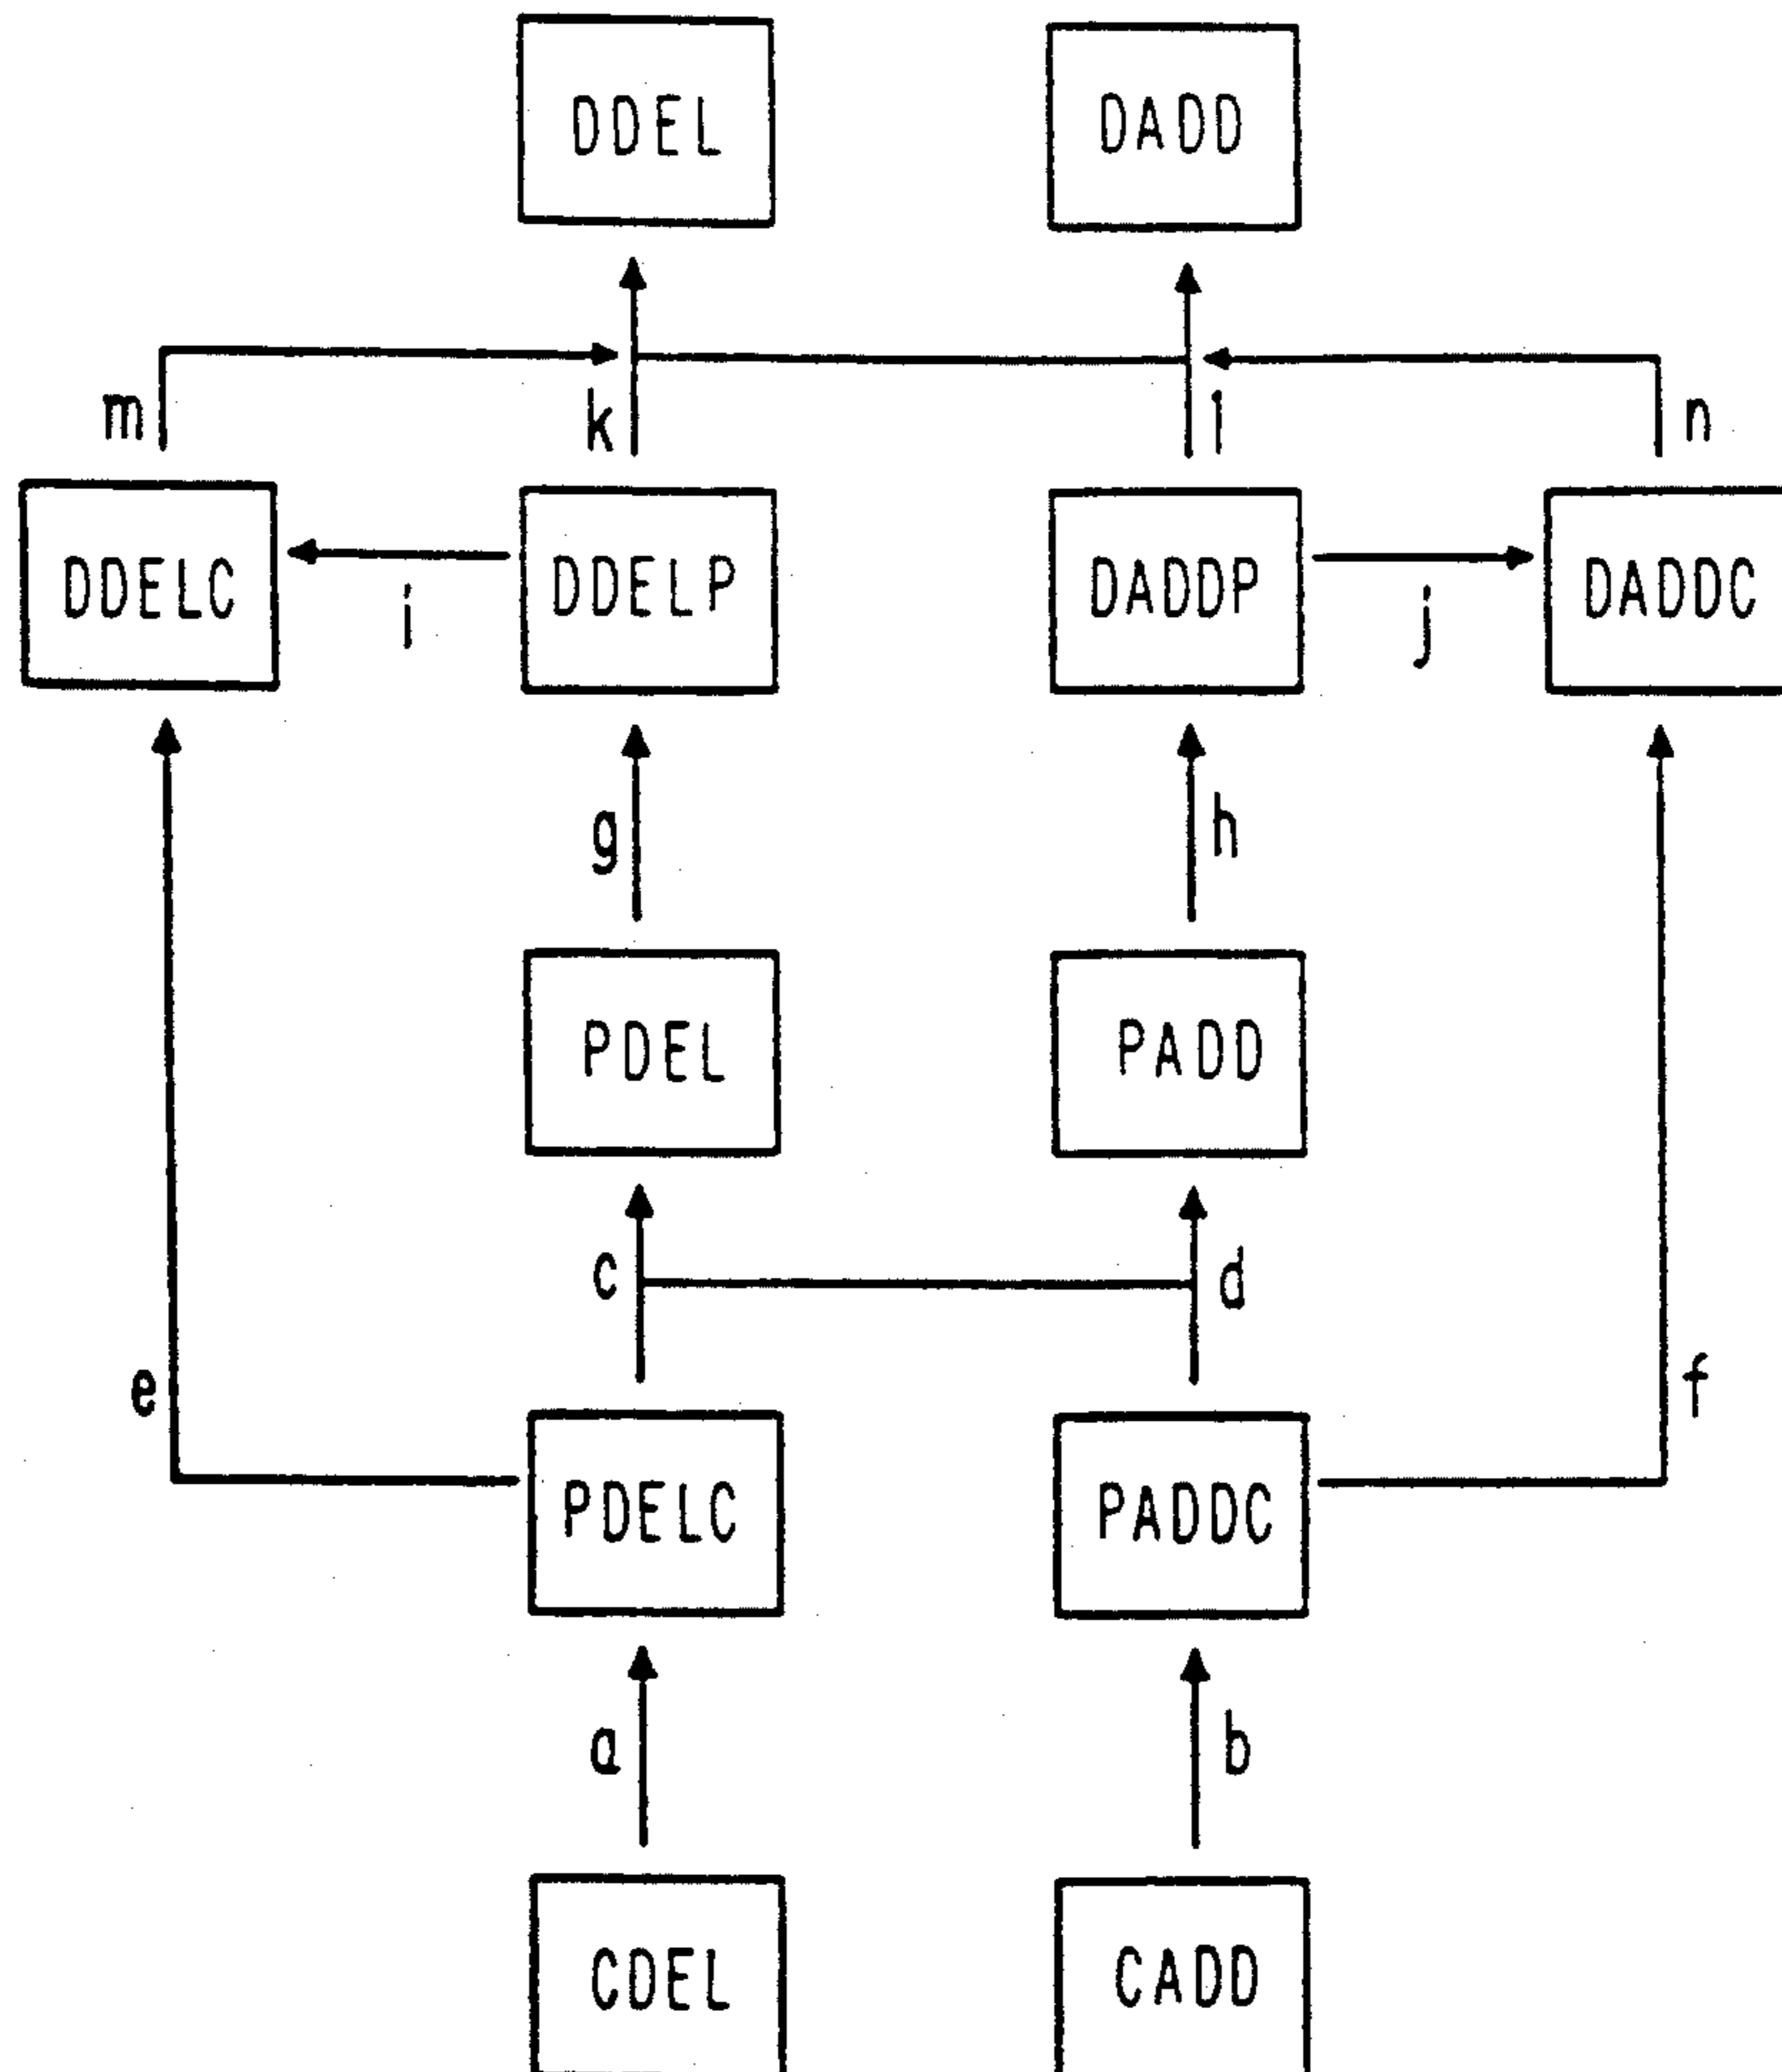 DDEL DADD
m k l n
DDELC DDELP DADDP DADDC
i j
g h
PDEL PADD
c d
e f
PDELC PADDC
a b
CDEL CADD